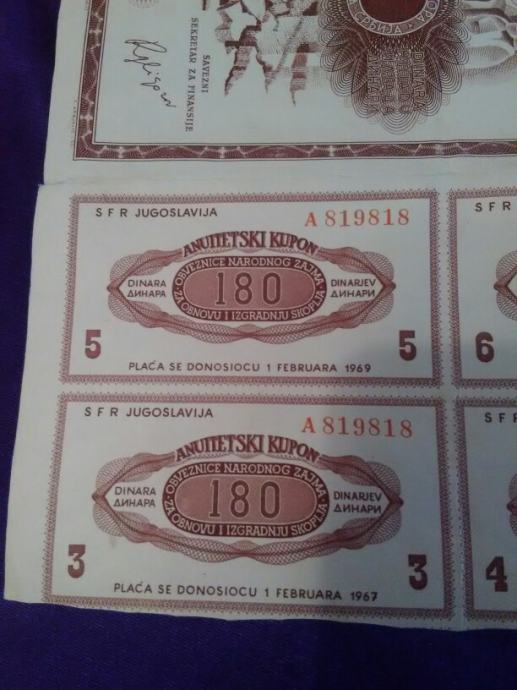 SRBIJA
DINARA
SAVEZNI
SEKRETAR ZA FINANSIJE
S F R JUGOSLAVIJA
A 819818
ANUITETSKI KUPON
OBVEZNICE NARODNOG ZAJMA
180
ZA OBNOVU I IZGRADNJU SKOPLJA
DINARA
ДИНАРА
DINARJEV
ДИНАРИ
5
5
PLAĆA SE DONOSIOCU 1 FEBRUARA 1969
S F R
6
S F R JUGOSLAVIJA
A 819818
ANUITETSKI KUPON
OBVEZNICE NARODNOG ZAJMA
180
ZA OBNOVU I IZGRADNJU SKOPLJA
DINARA
ДИНАРА
DINARJEV
ДИНАРИ
3
3
PLAĆA SE DONOSIOCU 1 FEBRUARA 1967
S F
4